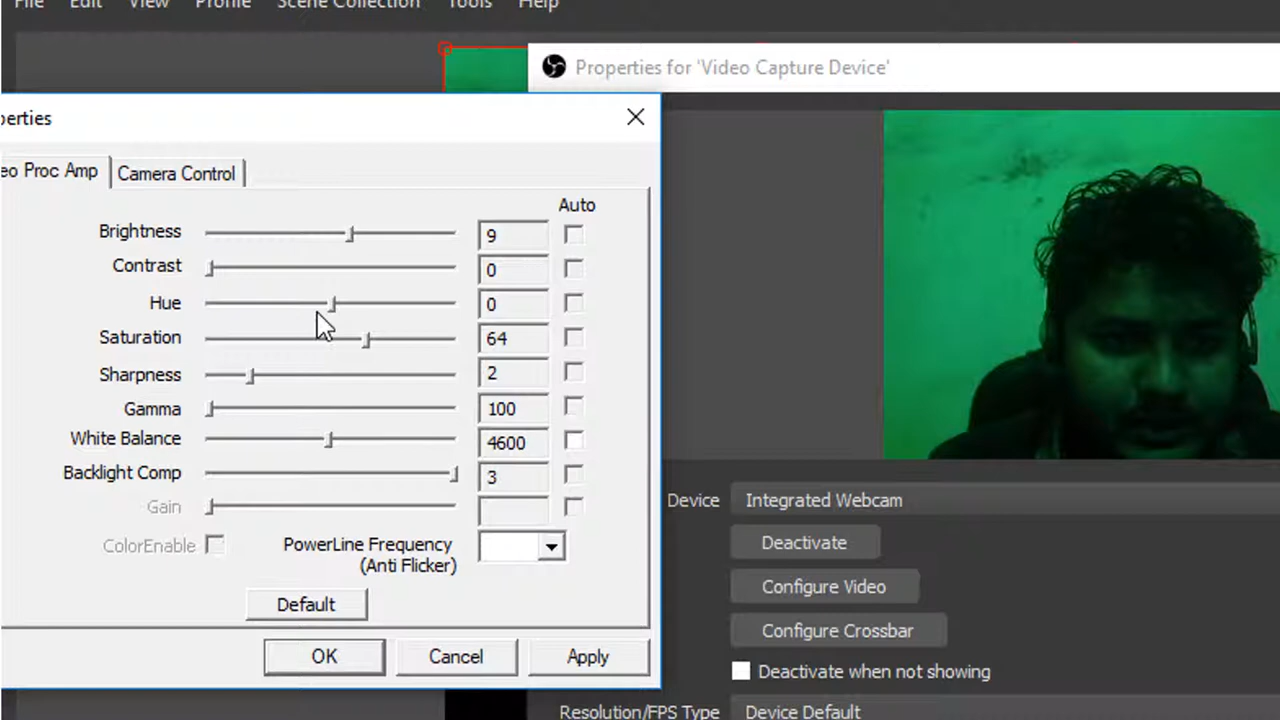 File Edit View Profile Scene Collection Tools Help
Properties for 'Video Capture Device'
perties
eo Proc Amp
Camera Control
Auto
Brightness 9
Contrast 0
Hue 0
Saturation 64
Sharpness 2
Gamma 100
White Balance 4600
Backlight Comp 3
Gain
ColorEnable
PowerLine Frequency
(Anti Flicker)
Default
OK Cancel Apply
Device Integrated Webcam
Deactivate
Configure Video
Configure Crossbar
Deactivate when not showing
Resolution/FPS Type Device Default